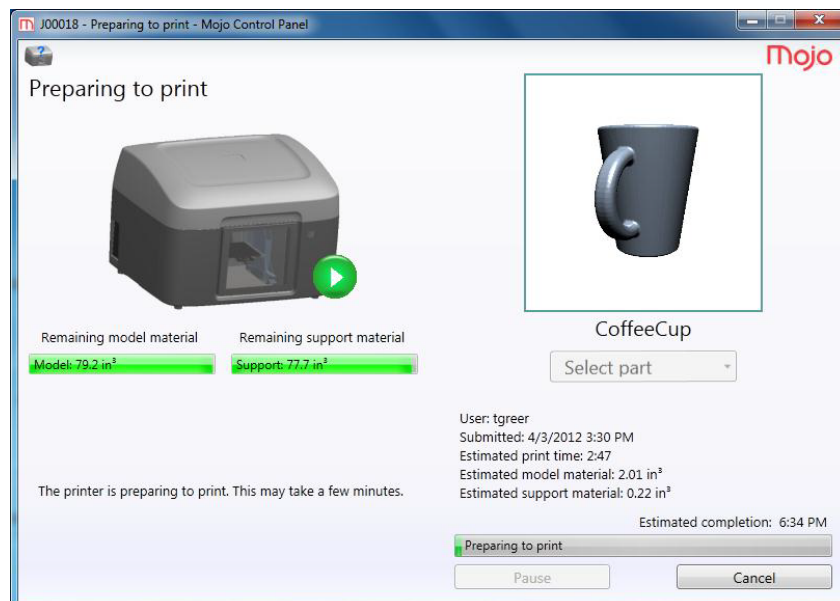 J00018 - Preparing to print - Mojo Control Panel
mojo
Preparing to print
Remaining model material
Remaining support material
Model: 79.2 in³
Support: 77.7 in³
The printer is preparing to print. This may take a few minutes.
CoffeeCup
Select part
User: tgreer
Submitted: 4/3/2012 3:30 PM
Estimated print time: 2:47
Estimated model material: 2.01 in³
Estimated support material: 0.22 in³
Estimated completion: 6:34 PM
Preparing to print
Pause
Cancel